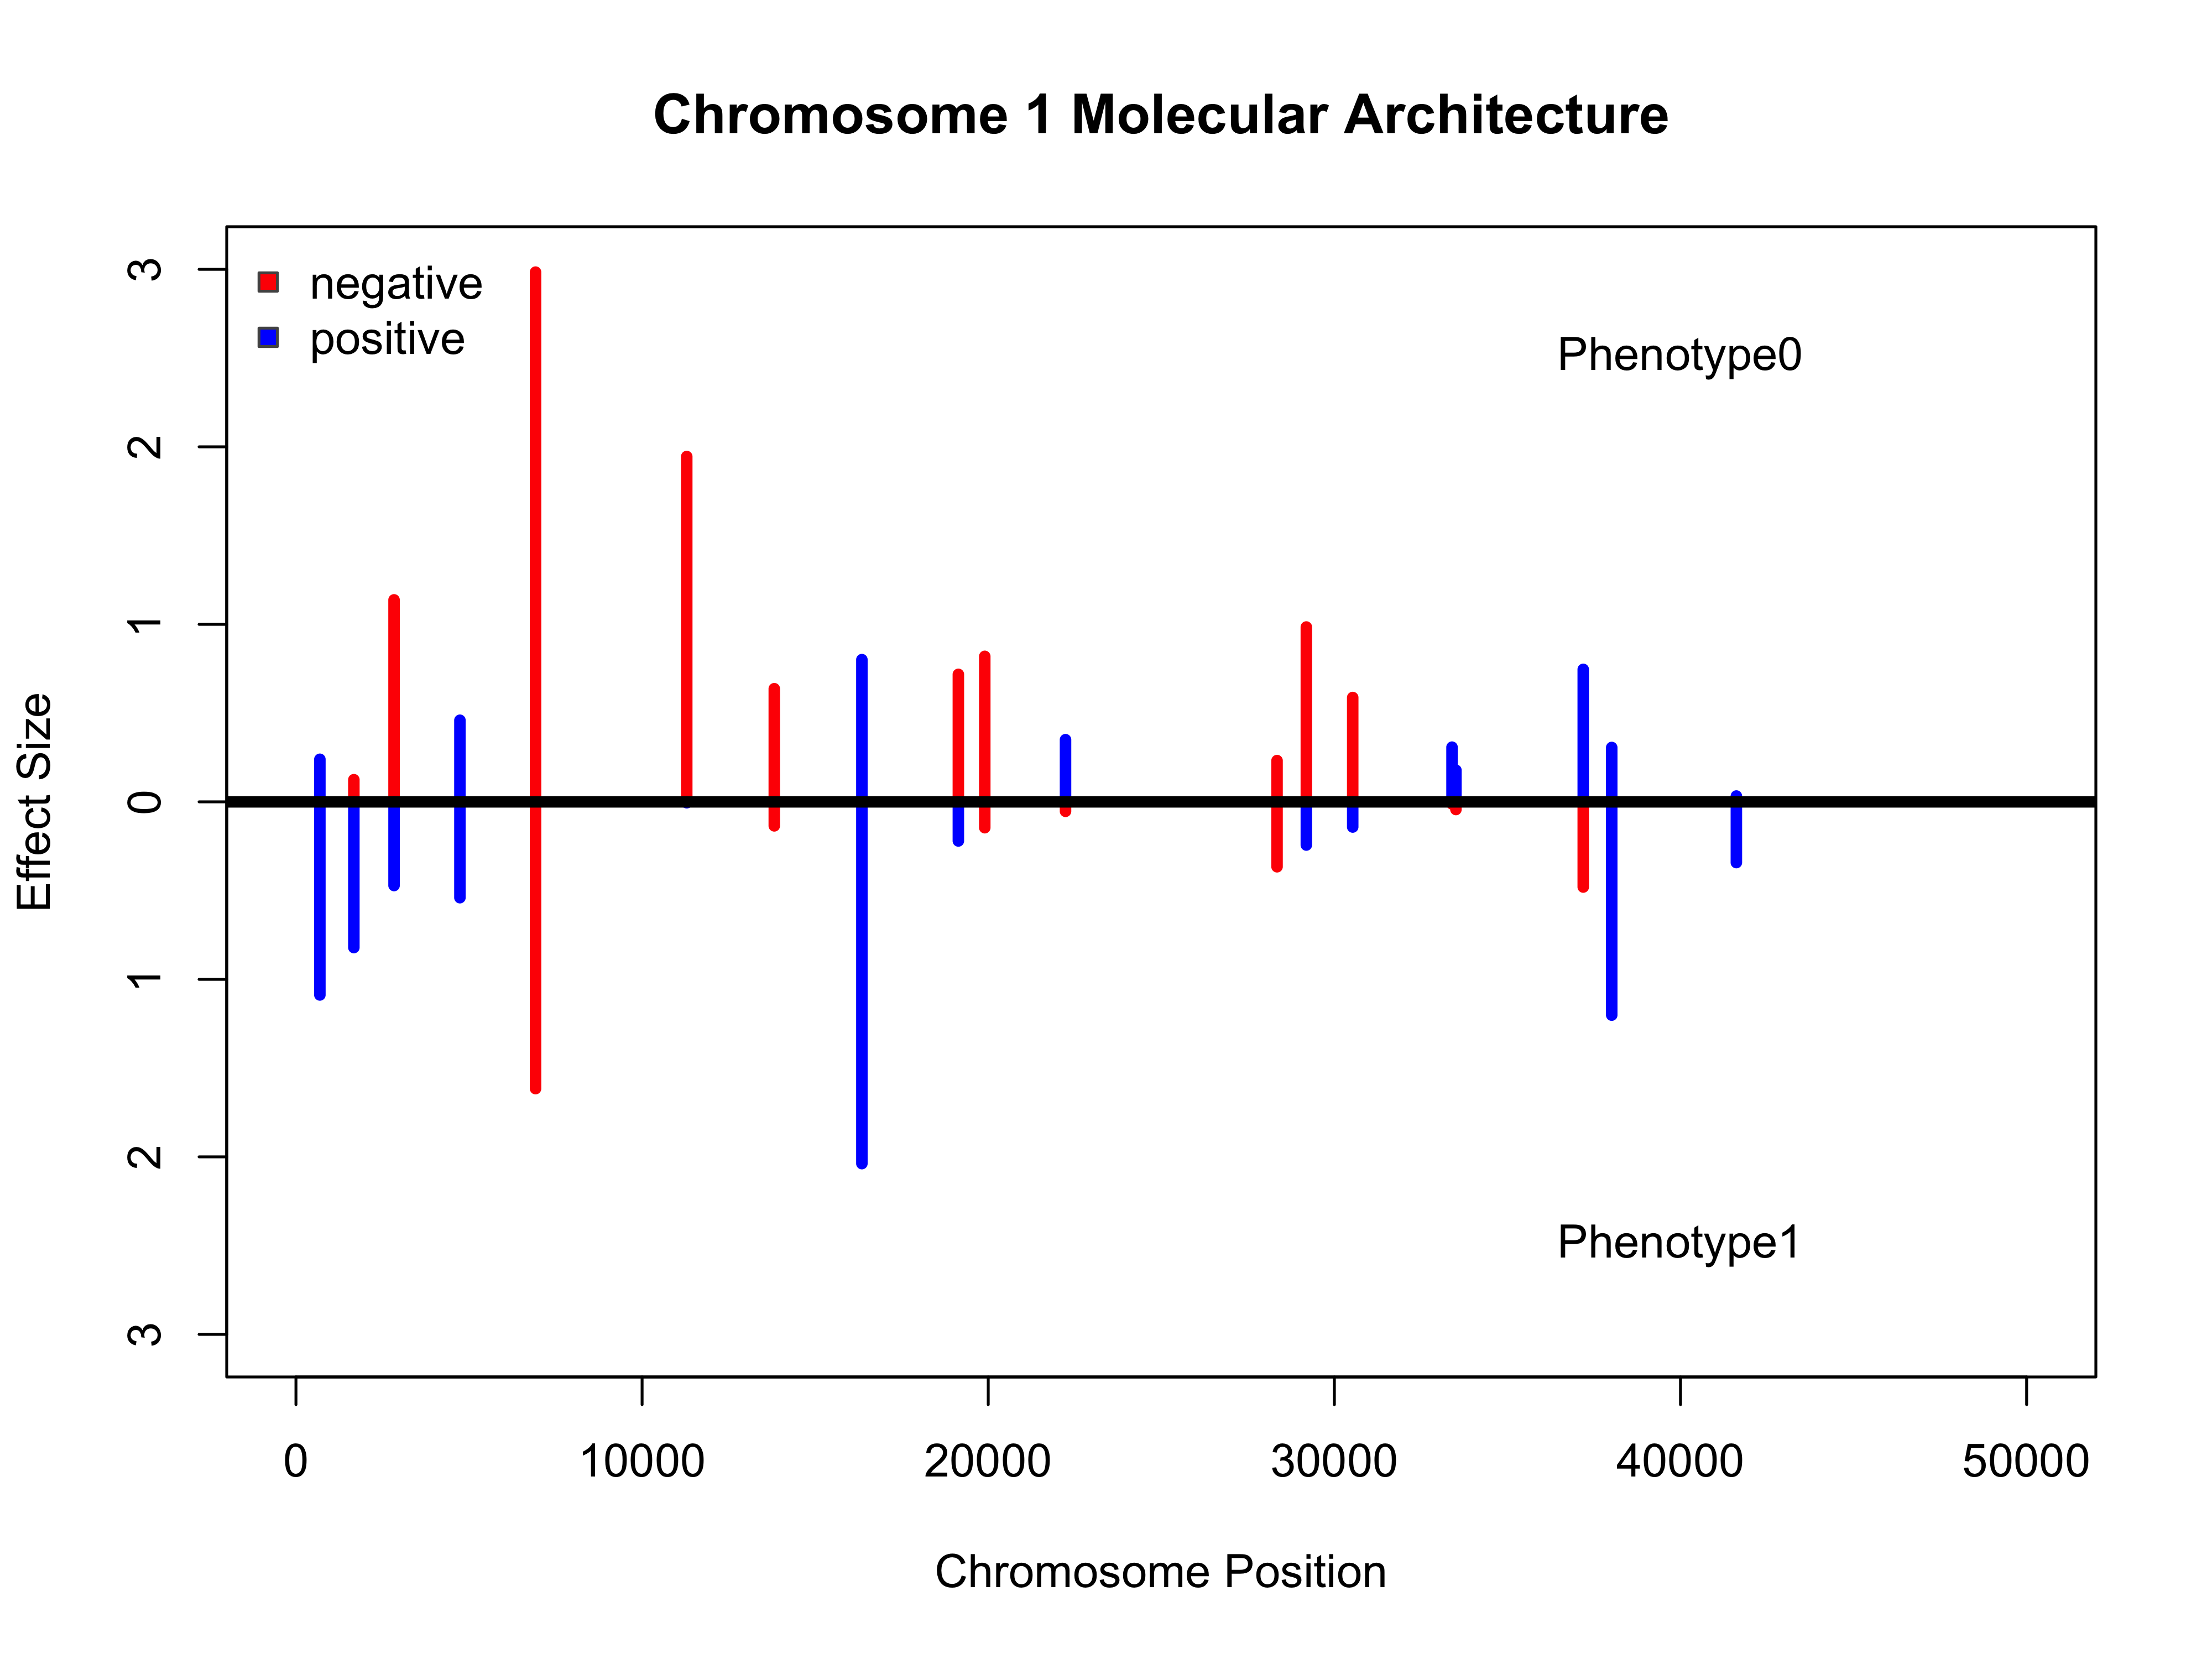 Chromosome 1 Molecular Architecture
negative
positive
Phenotype0
Phenotype1
Effect Size
3
2
1
0
1
2
3
0 10000 20000 30000 40000 50000
Chromosome Position